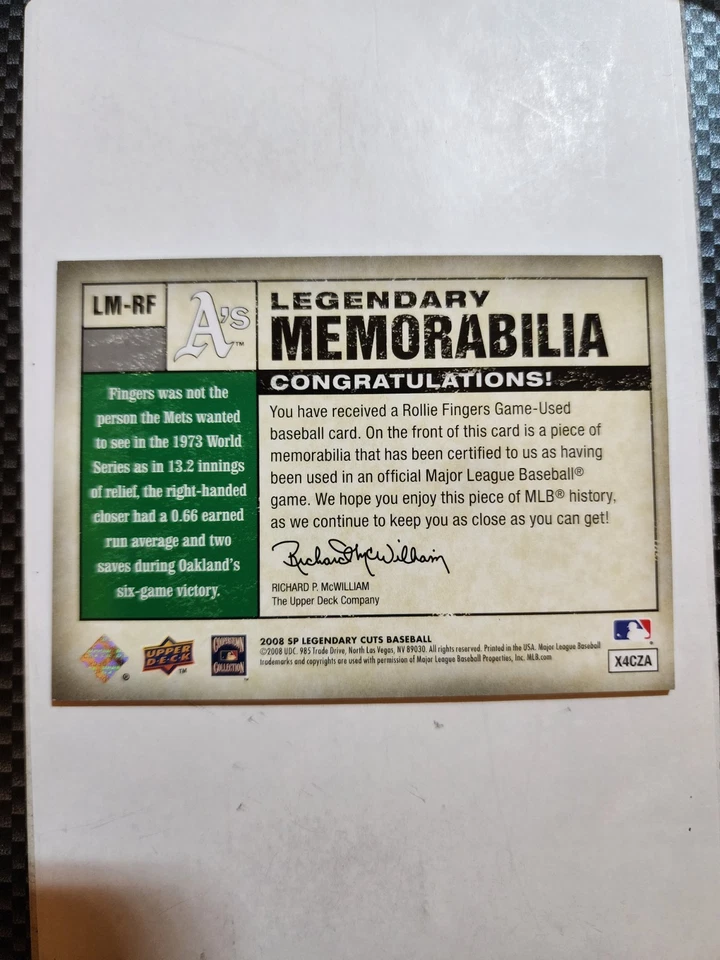 LM-RF
A's™
LEGENDARY
MEMORABILIA
CONGRATULATIONS!
Fingers was not the
person the Mets wanted
to see in the 1973 World
Series as in 13.2 innings
of relief, the right-handed
closer had a 0.66 earned
run average and two
saves during Oakland's
six-game victory.
You have received a Rollie Fingers Game-Used
baseball card. On the front of this card is a piece of
memorabilia that has been certified to us as having
been used in an official Major League Baseball®
game. We hope you enjoy this piece of MLB® history,
as we continue to keep you as close as you can get!
Richard McWilliam
RICHARD P. McWILLIAM
The Upper Deck Company
®
UPPER
DECK
™
COOPERSTOWN
COLLECTION
2008 SP LEGENDARY CUTS BASEBALL
©2008 UDC. 985 Trade Drive, North Las Vegas, NV 89030. All rights reserved. Printed in the USA. Major League Baseball
trademarks and copyrights are used with permission of Major League Baseball Properties, Inc. MLB.com
X4CZA